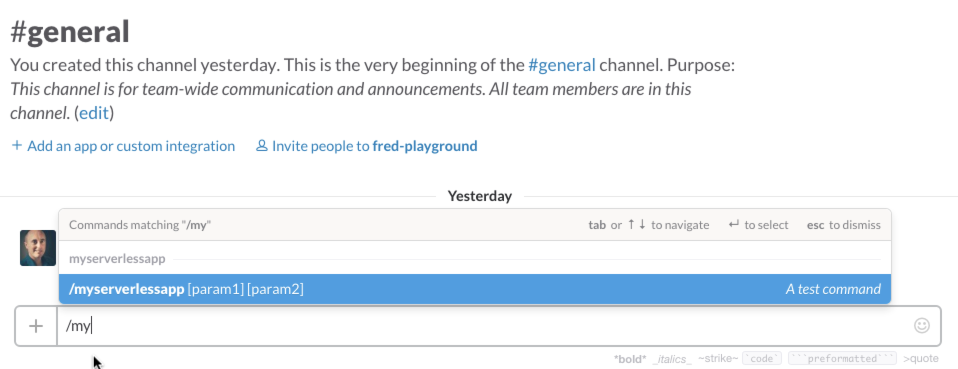 #general
You created this channel yesterday. This is the very beginning of the #general channel. Purpose:
This channel is for team-wide communication and announcements. All team members are in this
channel. (edit)
+ Add an app or custom integration Invite people to fred-playground
Yesterday
Commands matching "/my" tab or ↑ ↓ to navigate ↵ to select esc to dismiss
myserverlessapp
/myserverlessapp [param1] [param2] A test command
/my
*bold* _italics_ ~strike~ `code` ```preformatted``` >quote